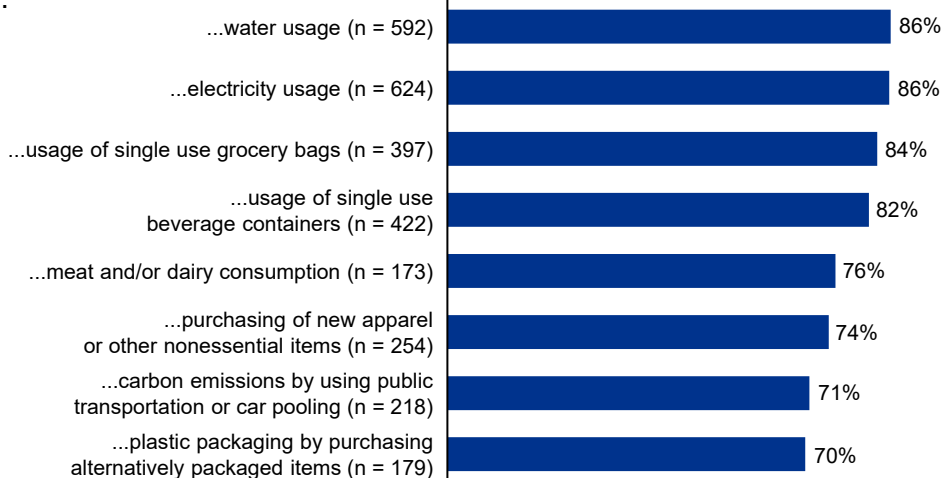 ...water usage (n = 592) 86%
...electricity usage (n = 624) 86%
...usage of single use grocery bags (n = 397) 84%
...usage of single use
beverage containers (n = 422) 82%
...meat and/or dairy consumption (n = 173) 76%
...purchasing of new apparel
or other nonessential items (n = 254) 74%
...carbon emissions by using public
transportation or car pooling (n = 218) 71%
...plastic packaging by purchasing
alternatively packaged items (n = 179) 70%